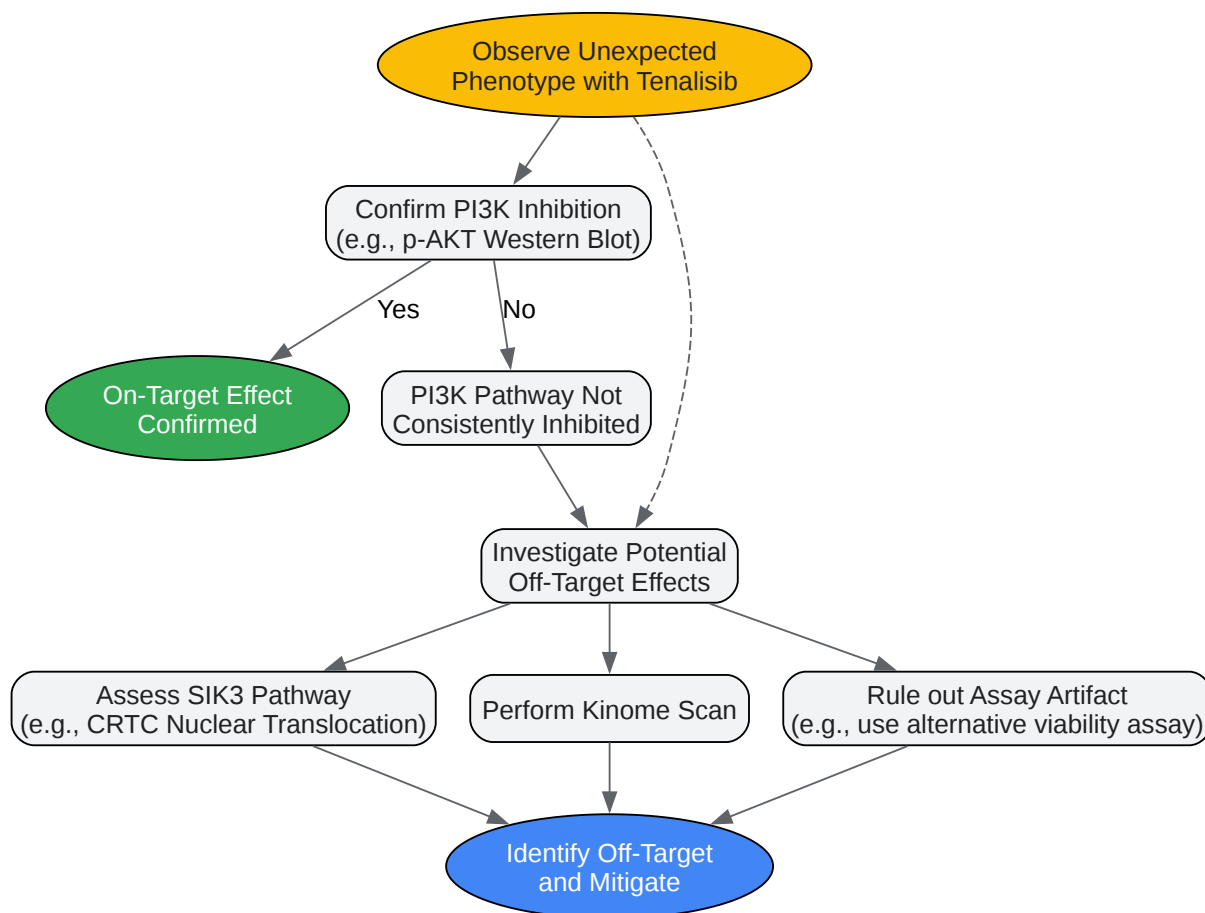 Observe Unexpected
Phenotype with Tenalisib
Confirm PI3K Inhibition
(e.g., p-AKT Western Blot)
Yes
No
On-Target Effect
Confirmed
PI3K Pathway Not
Consistently Inhibited
Investigate Potential
Off-Target Effects
Assess SIK3 Pathway
(e.g., CRTC Nuclear Translocation)
Perform Kinome Scan
Rule out Assay Artifact
(e.g., use alternative viability assay)
Identify Off-Target
and Mitigate